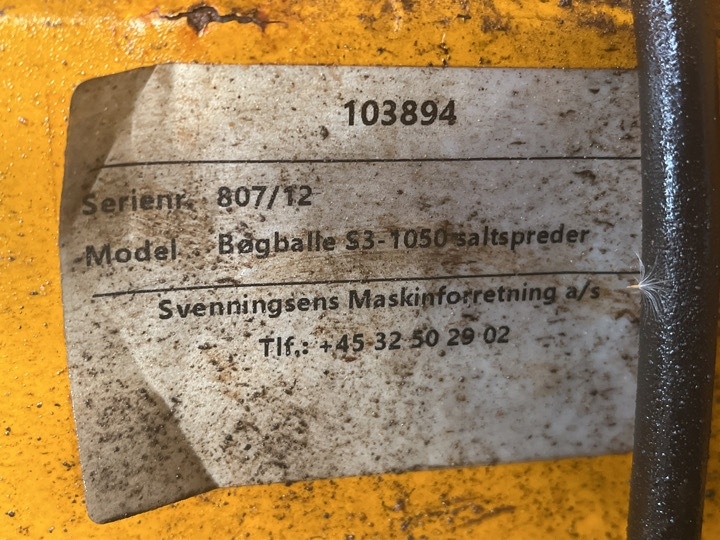 103894
Serienr. 807/12
Model Bøgballe S3-1050 saltspreder
Svenningsens Maskinforretning a/s
Tlf.: +45 32 50 29 02